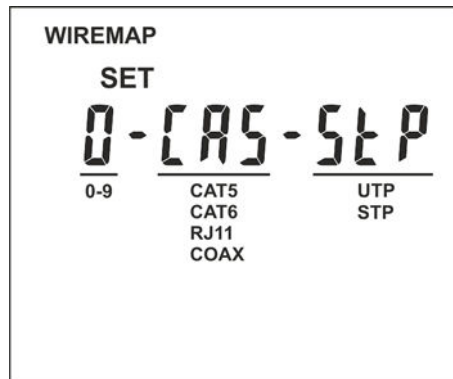 WIREMAP
SET
0-CA5-StP
0-9 CAT5 UTP
CAT6 STP
RJ11
COAX